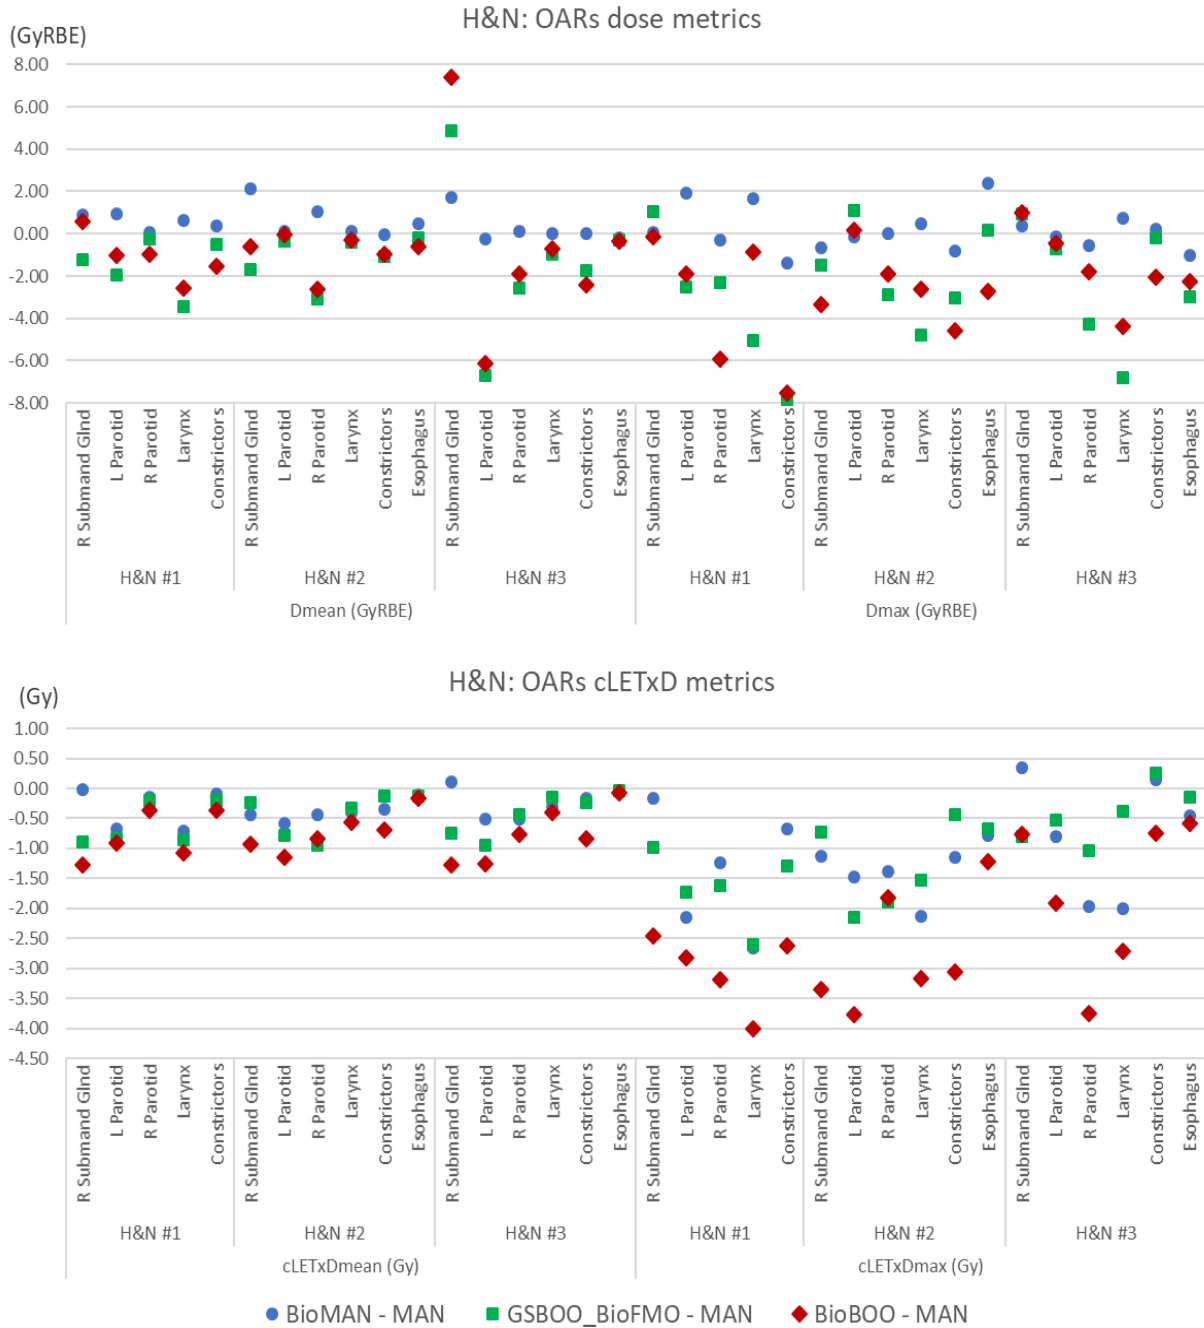 H&N: OARs dose metrics
(GyRBE)
8.00
6.00
4.00
2.00
0.00
-2.00
-4.00
-6.00
-8.00
R Submand Glnd
L Parotid
R Parotid
Larynx
Constrictors
R Submand Glnd
L Parotid
R Parotid
Larynx
Constrictors
Esophagus
R Submand Glnd
L Parotid
R Parotid
Larynx
Constrictors
Esophagus
R Submand Glnd
L Parotid
R Parotid
Larynx
Constrictors
R Submand Glnd
L Parotid
R Parotid
Larynx
Constrictors
Esophagus
R Submand Glnd
L Parotid
R Parotid
Larynx
Constrictors
Esophagus
H&N #1 H&N #2 H&N #3 H&N #1 H&N #2 H&N #3
Dmean (GyRBE) Dmax (GyRBE)
H&N: OARs cLETxD metrics
(Gy)
1.00
0.50
0.00
-0.50
-1.00
-1.50
-2.00
-2.50
-3.00
-3.50
-4.00
-4.50
R Submand Glnd
L Parotid
R Parotid
Larynx
Constrictors
R Submand Glnd
L Parotid
R Parotid
Larynx
Constrictors
Esophagus
R Submand Glnd
L Parotid
R Parotid
Larynx
Constrictors
Esophagus
R Submand Glnd
L Parotid
R Parotid
Larynx
Constrictors
R Submand Glnd
L Parotid
R Parotid
Larynx
Constrictors
Esophagus
R Submand Glnd
L Parotid
R Parotid
Larynx
Constrictors
Esophagus
H&N #1 H&N #2 H&N #3 H&N #1 H&N #2 H&N #3
cLETxDmean (Gy) cLETxDmax (Gy)
BioMAN - MAN GSBOO_BioFMO - MAN BioBOO - MAN